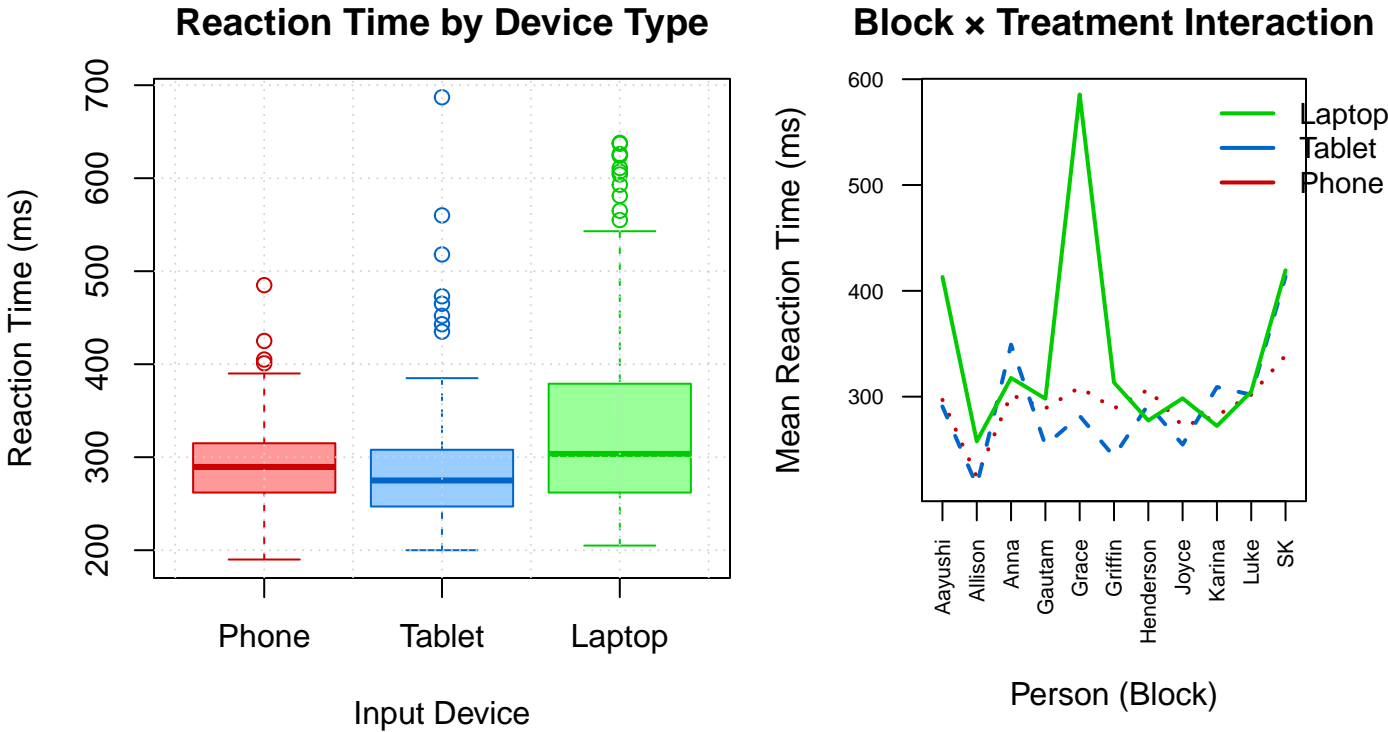 Reaction Time by Device Type
Reaction Time (ms)
700
600
500
400
300
200
Phone Tablet Laptop
Input Device
Block × Treatment Interaction
Mean Reaction Time (ms)
600
500
400
300
Laptop
Tablet
Phone
Aayushi
Allison
Anna
Gautam
Grace
Griffin
Henderson
Joyce
Karina
Luke
SK
Person (Block)